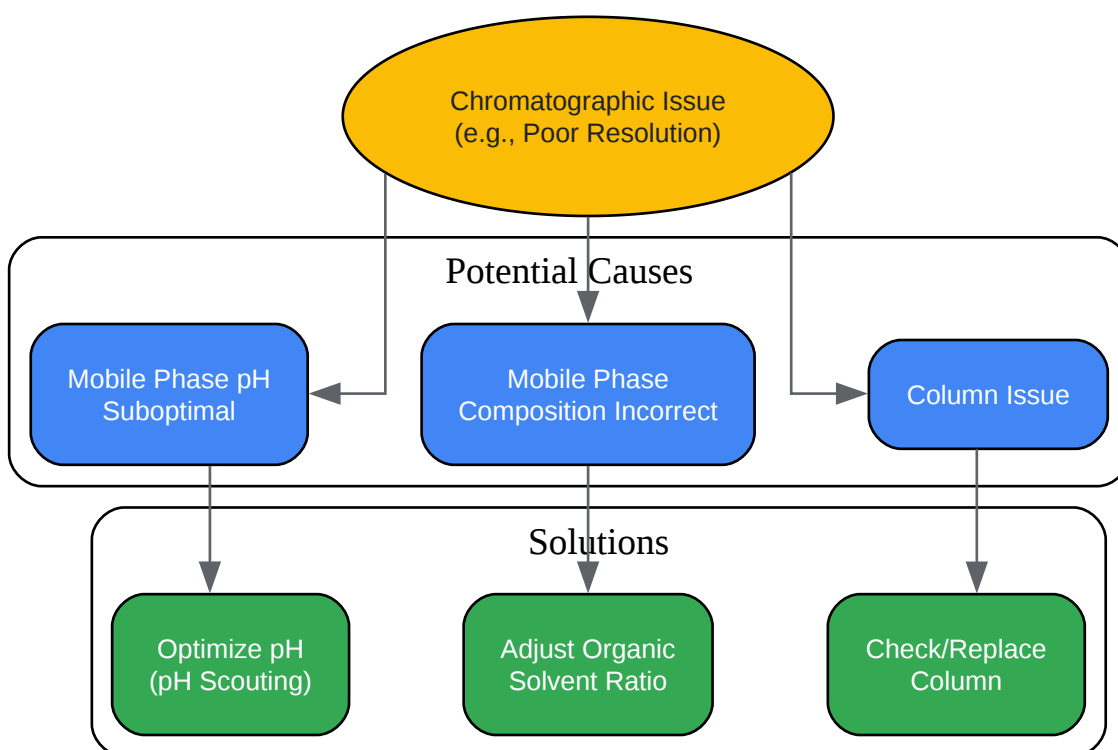 Chromatographic Issue
(e.g., Poor Resolution)
Potential Causes
Mobile Phase pH
Suboptimal
Mobile Phase
Composition Incorrect
Column Issue
Solutions
Optimize pH
(pH Scouting)
Adjust Organic
Solvent Ratio
Check/Replace
Column